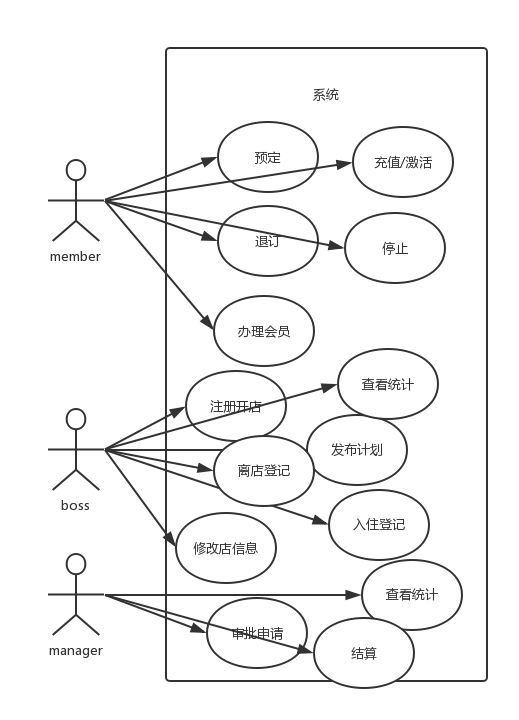 系统
预定
充值/激活
退订
停止
member
办理会员
查看统计
注册开店
发布计划
离店登记
boss
入住登记
修改店信息
查看统计
审批申请
manager
结算